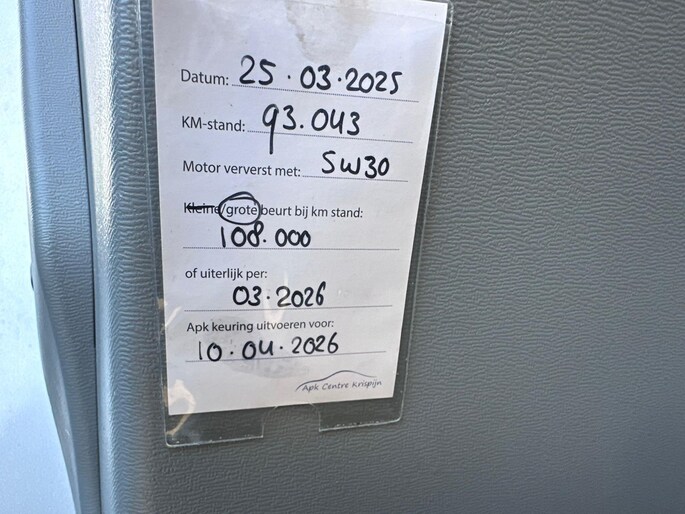 Datum: 25.03.2025
KM-stand: 93.043
Motor ververst met: 5W30
Kleine/grote beurt bij km stand:
108.000
of uiterlijk per:
03.2026
Apk keuring uitvoeren voor:
10.04.2026
Apk Centre Krispijn